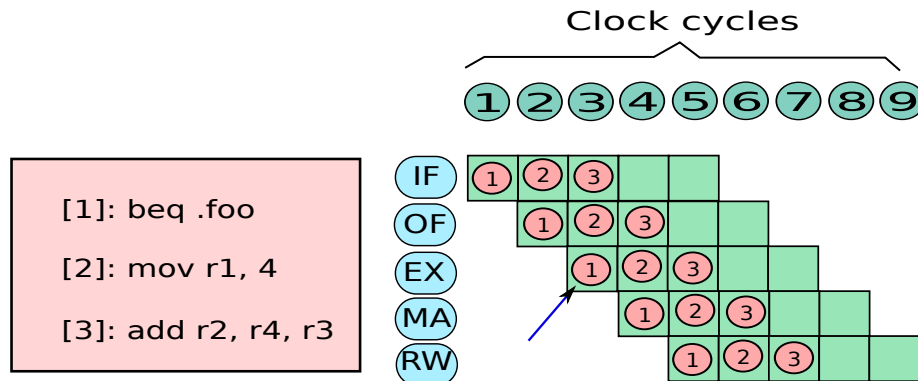 Clock cycles
1 2 3 4 5 6 7 8 9
[1]: beq .foo
[2]: mov r1, 4
[3]: add r2, r4, r3
IF 1 2 3
OF 1 2 3
EX 1 2 3
MA 1 2 3
RW 1 2 3